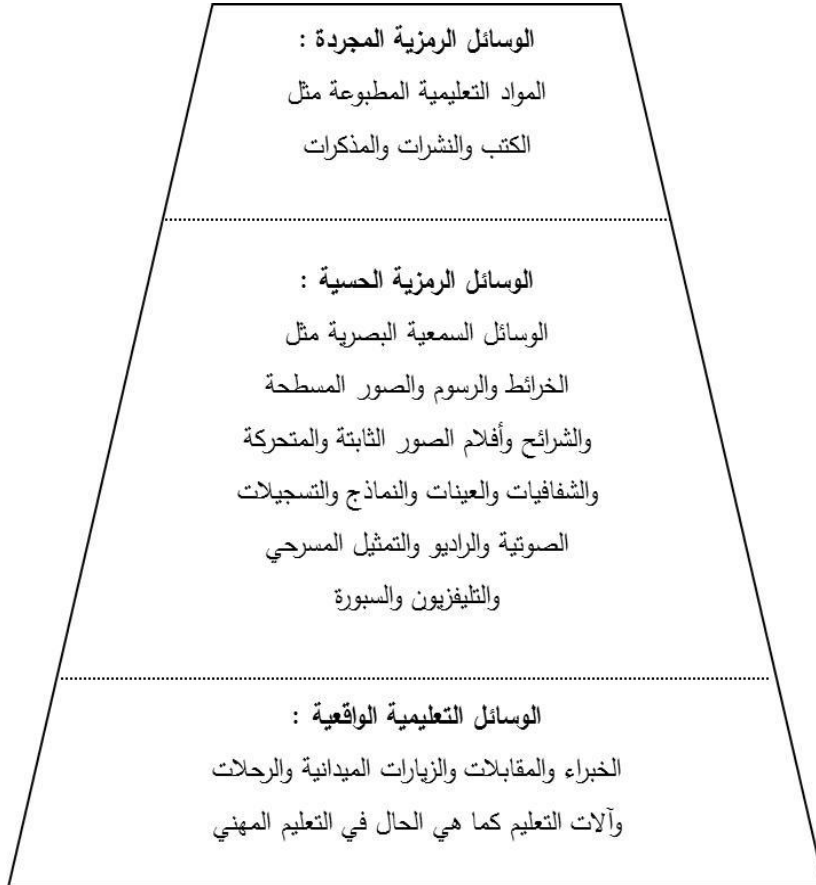 الوسائل الرمزية المجردة :
المواد التعليمية المطبوعة مثل
الكتب والنشرات والمذكرات
الوسائل الرمزية الحسية :
الوسائل السمعية البصرية مثل
الخرائط والرسوم والصور المسطحة
والشرائح وأفلام الصور الثابتة والمتحركة
والشفافيات والعينات والنماذج والتسجيلات
الصوتية والراديو والتمثيل المسرحي
والتليفزيون والسبورة
الوسائل التعليمية الواقعية :
الخبراء والمقابلات والزيارات الميدانية والرحلات
وآلات التعليم كما هي الحال في التعليم المهني